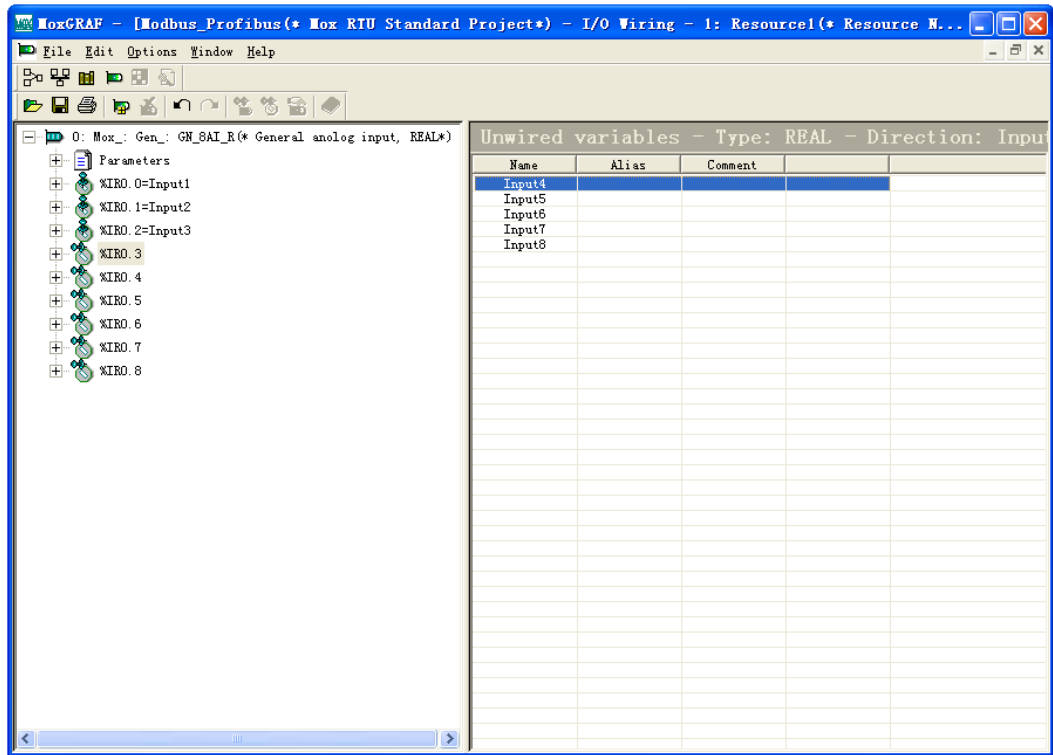 MoxGRAF - [Modbus_Profibus(* Mox RTU Standard Project*) - I/O Wiring - 1: Resource1(* Resource N...
File Edit Options Window Help
0: Mox_: Gen_: GN_8AI_R(* General anolog input, REAL*)
Parameters
%IR0.0=Input1
%IR0.1=Input2
%IR0.2=Input3
%IR0.3
%IR0.4
%IR0.5
%IR0.6
%IR0.7
%IR0.8
Unwired variables - Type: REAL - Direction: Input
Name Alias Comment
Input4
Input5
Input6
Input7
Input8